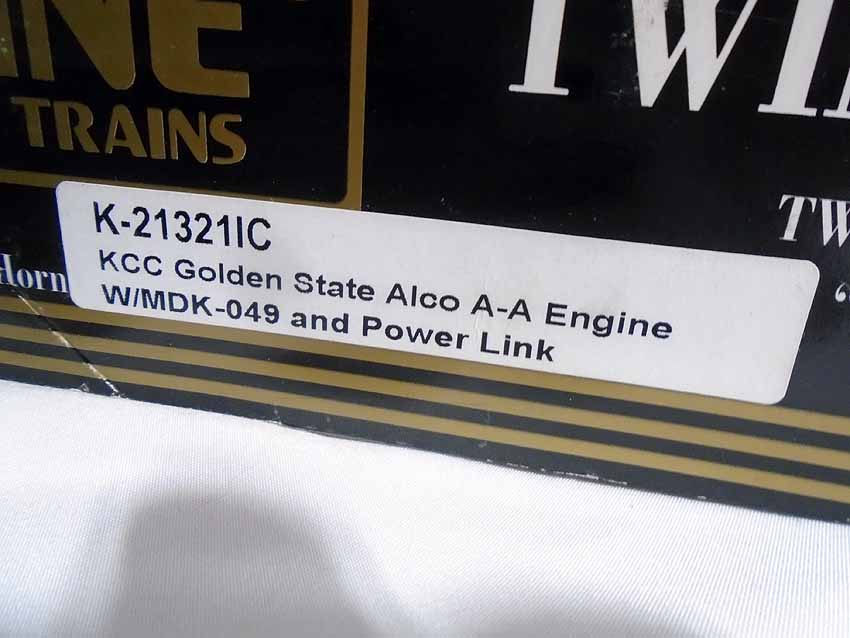 TRAINS
K-21321IC
KCC Golden State Alco A-A Engine
W/MDK-049 and Power Link
Horn